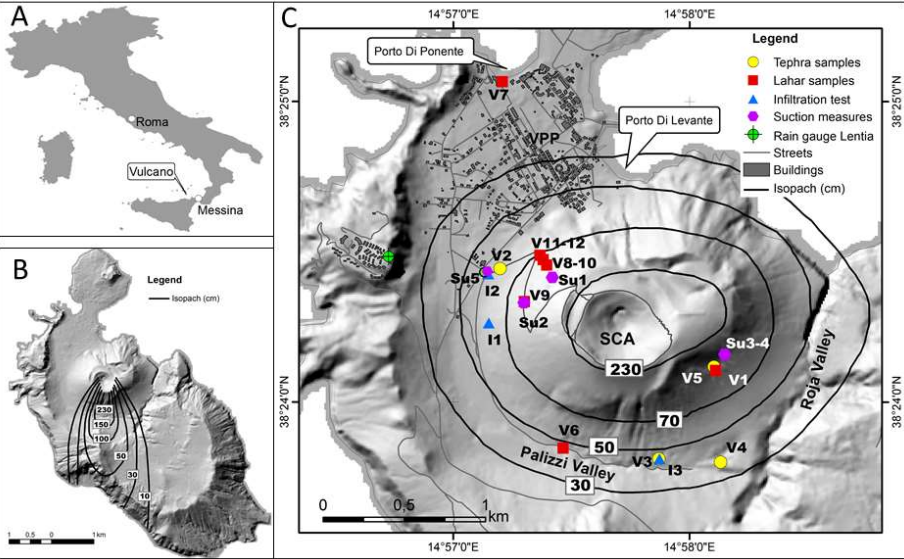 A
Roma
Vulcano
Messina
B
Legend
Isopach (cm)
230
150
100
50
30
10
1 0.5 0 1 km
C
14°57'0"E 14°58'0"E
38°25'0"N
38°24'0"N
Porto Di Ponente
V7
VPP
Porto Di Levante
Legend
Tephra samples
Lahar samples
Infiltration test
Suction measures
Rain gauge Lentia
Streets
Buildings
Isopach (cm)
V11-12
V2
V8-10
Su5
Su1
I2
V9
Su2
I1
SCA
Su3-4
230
V5 V1
Roja Valley
70
V6
50
V4
Palizzi Valley
V3
I3
30
0 1
km
14°57'0"E 14°58'0"E
38°25'0"N
38°24'0"N